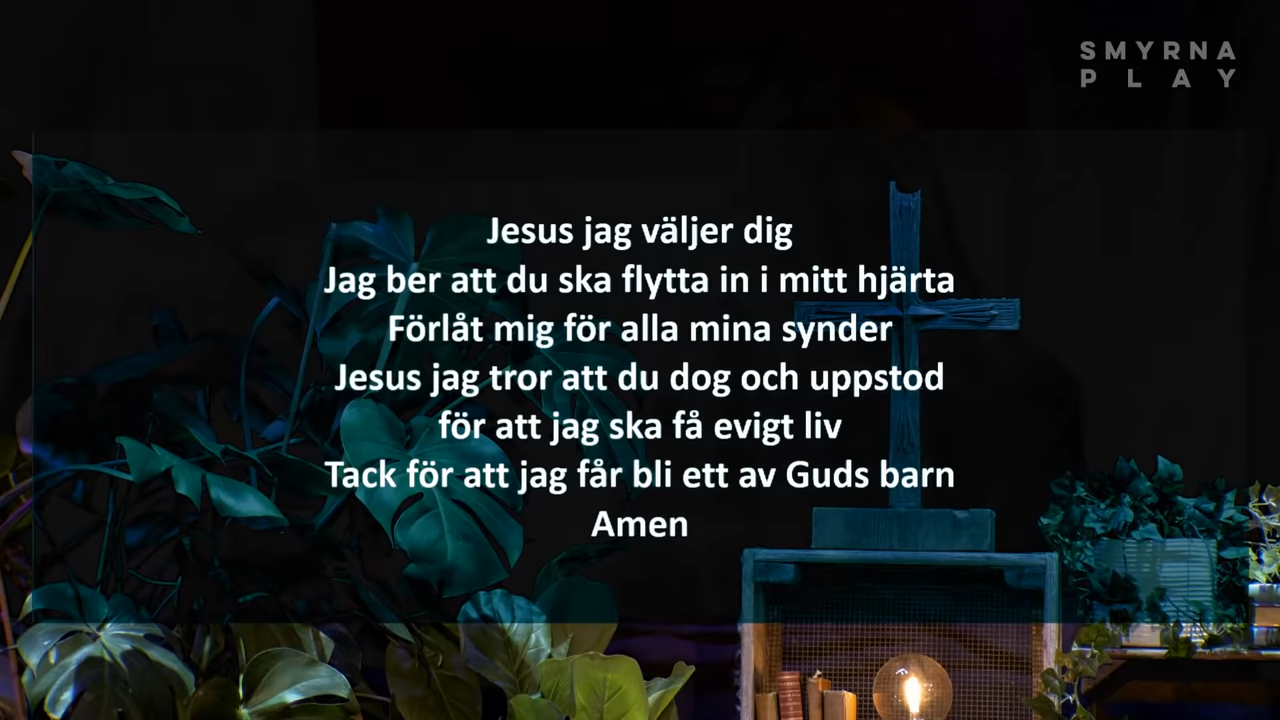 SMYRNA
PLAY
Jesus jag väljer dig
Jag ber att du ska flytta in i mitt hjärta
Förlåt mig för alla mina synder
Jesus jag tror att du dog och uppstod
för att jag ska få evigt liv
Tack för att jag får bli ett av Guds barn
Amen